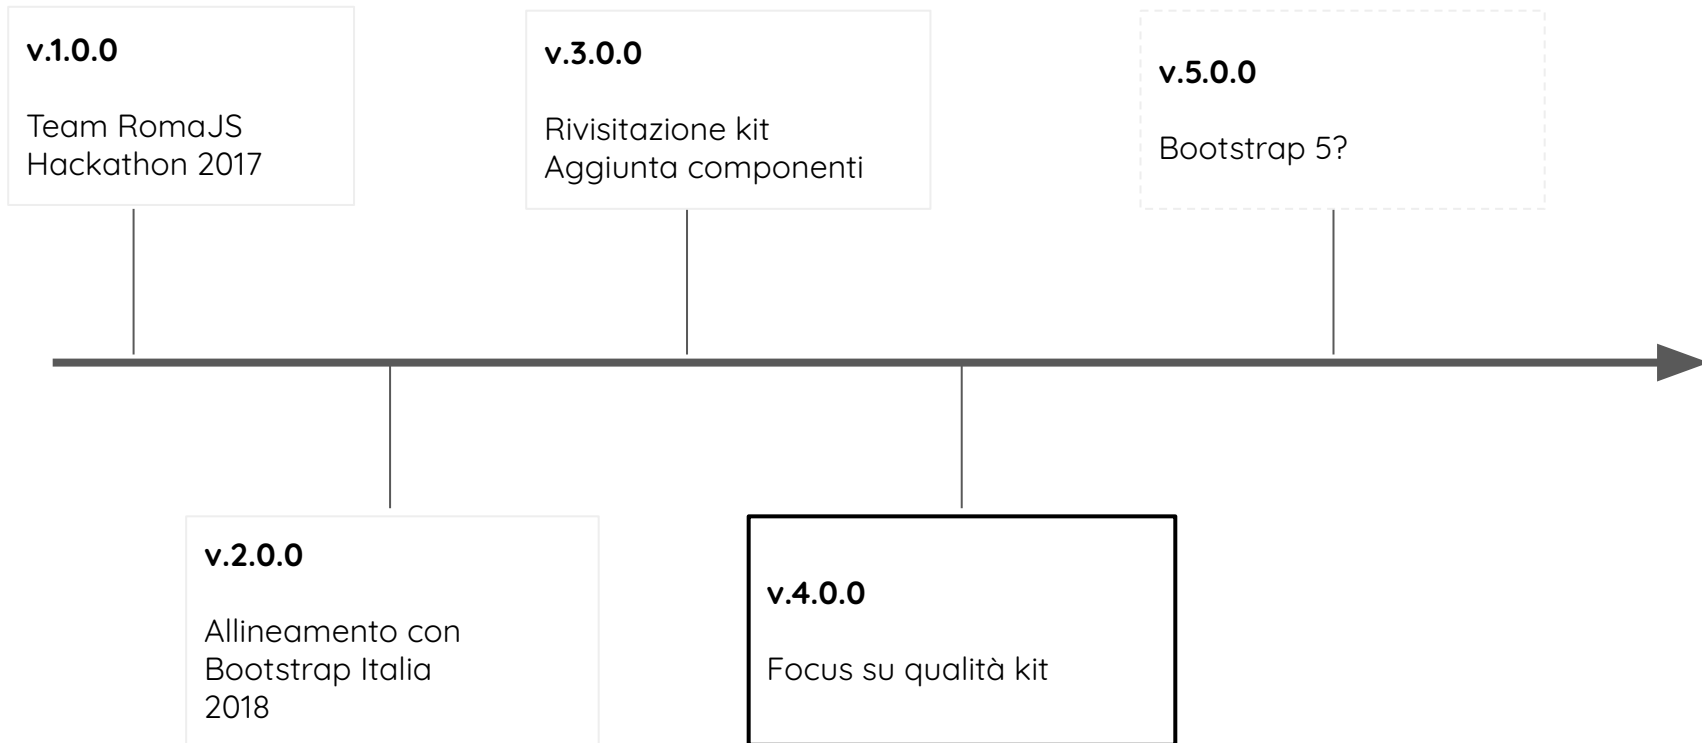 v.1.0.0
Team RomaJS
Hackathon 2017
v.3.0.0
Rivisitazione kit
Aggiunta componenti
v.5.0.0
Bootstrap 5?
v.2.0.0
Allineamento con
Bootstrap Italia
2018
v.4.0.0
Focus su qualità kit